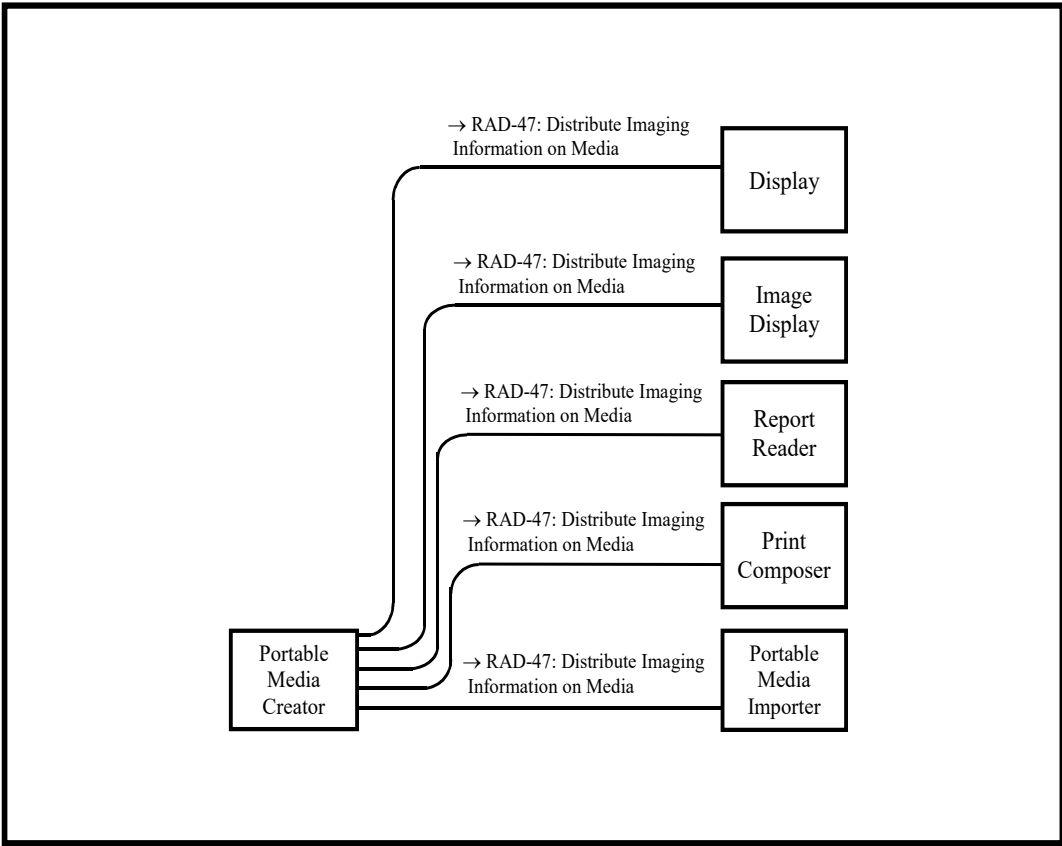 → RAD-47: Distribute Imaging
Information on Media
Display
→ RAD-47: Distribute Imaging
Information on Media
Image
Display
→ RAD-47: Distribute Imaging
Information on Media
Report
Reader
→ RAD-47: Distribute Imaging
Information on Media
Print
Composer
Portable
Media
Creator
→ RAD-47: Distribute Imaging
Information on Media
Portable
Media
Importer